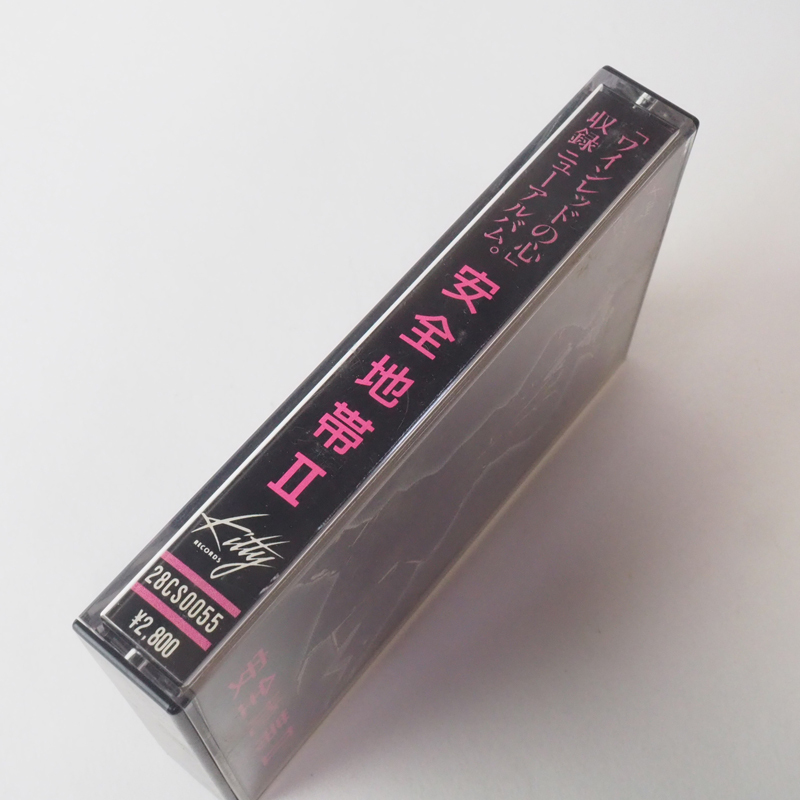 「ワインレッドの心」
収録ニューアルバム。
安全地帯II
Kitty
RECORDS
28CS0055
¥2,800